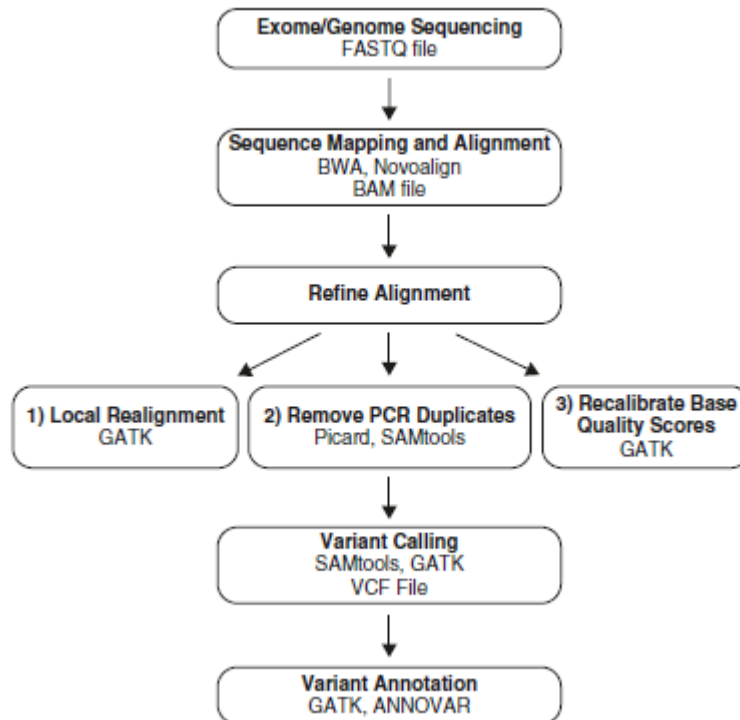 Exome/Genome Sequencing
FASTQ file
Sequence Mapping and Alignment
BWA, Novoalign
BAM file
Refine Alignment
1) Local Realignment
GATK
2) Remove PCR Duplicates
Picard, SAMtools
3) Recalibrate Base
Quality Scores
GATK
Variant Calling
SAMtools, GATK
VCF File
Variant Annotation
GATK, ANNOVAR